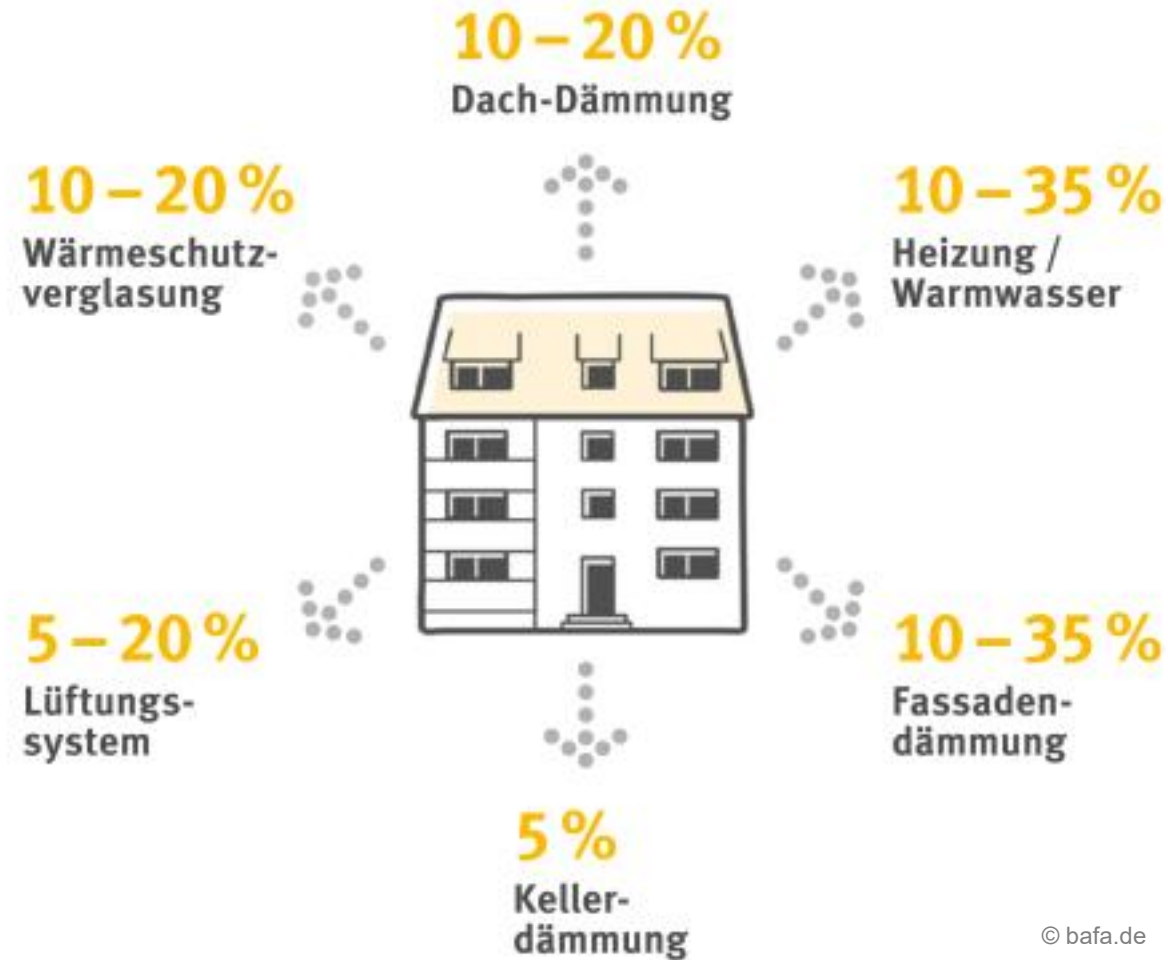 10 – 20 %
Dach-Dämmung
10 – 20 %
Wärmeschutz-
verglasung
10 – 35 %
Heizung /
Warmwasser
5 – 20 %
Lüftungs-
system
10 – 35 %
Fassaden-
dämmung
5 %
Keller-
dämmung
© bafa.de